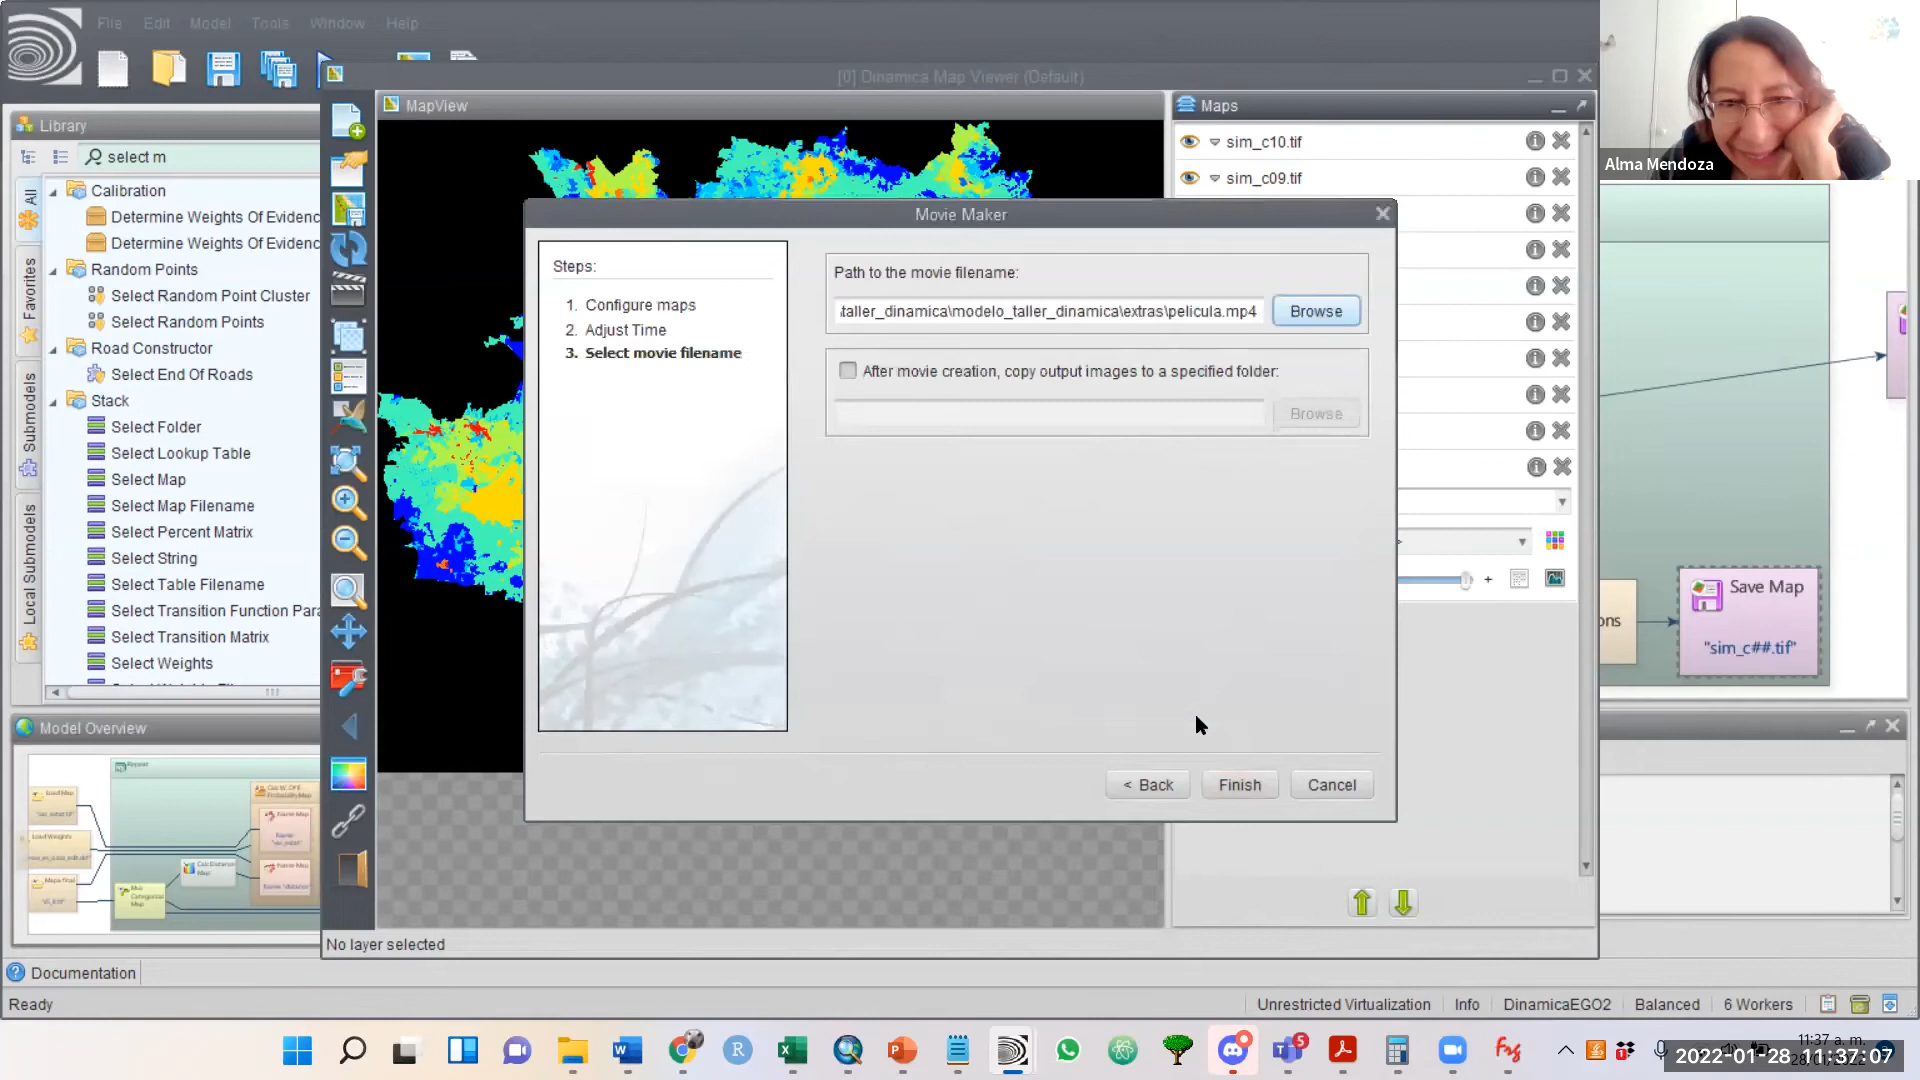 File Edit Model Tools Window Help
[0] Dinamica Map Viewer (Default)
Library
MapView
Maps
select m
sim_c10.tif
sim_c09.tif
Alma Mendoza
All
Favorites
Submodels
Local Submodels
Calibration
Determine Weights Of Evidenc
Determine Weights Of Evidenc
Random Points
Select Random Point Cluster
Select Random Points
Road Constructor
Select End Of Roads
Stack
Select Folder
Select Lookup Table
Select Map
Select Map Filename
Select Percent Matrix
Select String
Select Table Filename
Select Transition Function Para
Select Transition Matrix
Select Weights
Movie Maker
Steps:
1. Configure maps
2. Adjust Time
3. Select movie filename
Path to the movie filename:
taller_dinamica\modelo_taller_dinamica\extras\pelicula.mp4
Browse
After movie creation, copy output images to a specified folder:
Browse
< Back
Finish
Cancel
ons
Save Map
"sim_c##.tif"
Model Overview
Repeat
No layer selected
Documentation
Ready
Unrestricted Virtualization
Info
DinamicaEGO2
Balanced
6 Workers
11:37 a. m.
2022-01-28 11:37:07